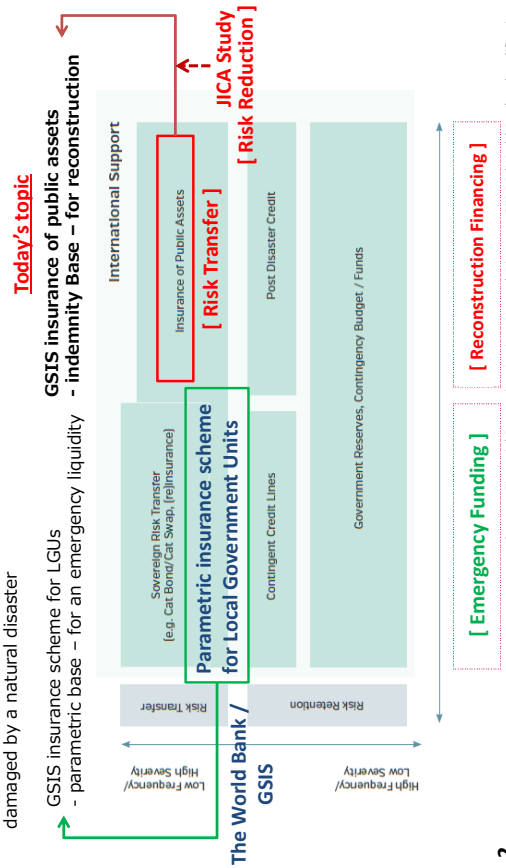 damaged by a natural disaster
Today's topic
GSIS insurance scheme for LGUs
- parametric base – for an emergency liquidity
GSIS insurance of public assets
- indemnity Base – for reconstruction
International Support
Low Frequency/
High Severity
Risk Transfer
Sovereign Risk Transfer
(e.g. Cat Bond/Cat Swap, (re)Insurance)
Insurance of Public Assets
[ Risk Transfer ]
JICA Study
[ Risk Reduction ]
Parametric insurance scheme
for Local Government Units
The World Bank /
GSIS
High Frequency/
Low Severity
Risk Retention
Contingent Credit Lines
Post Disaster Credit
Government Reserves, Contingency Budget / Funds
[ Emergency Funding ]
[ Reconstruction Financing ]